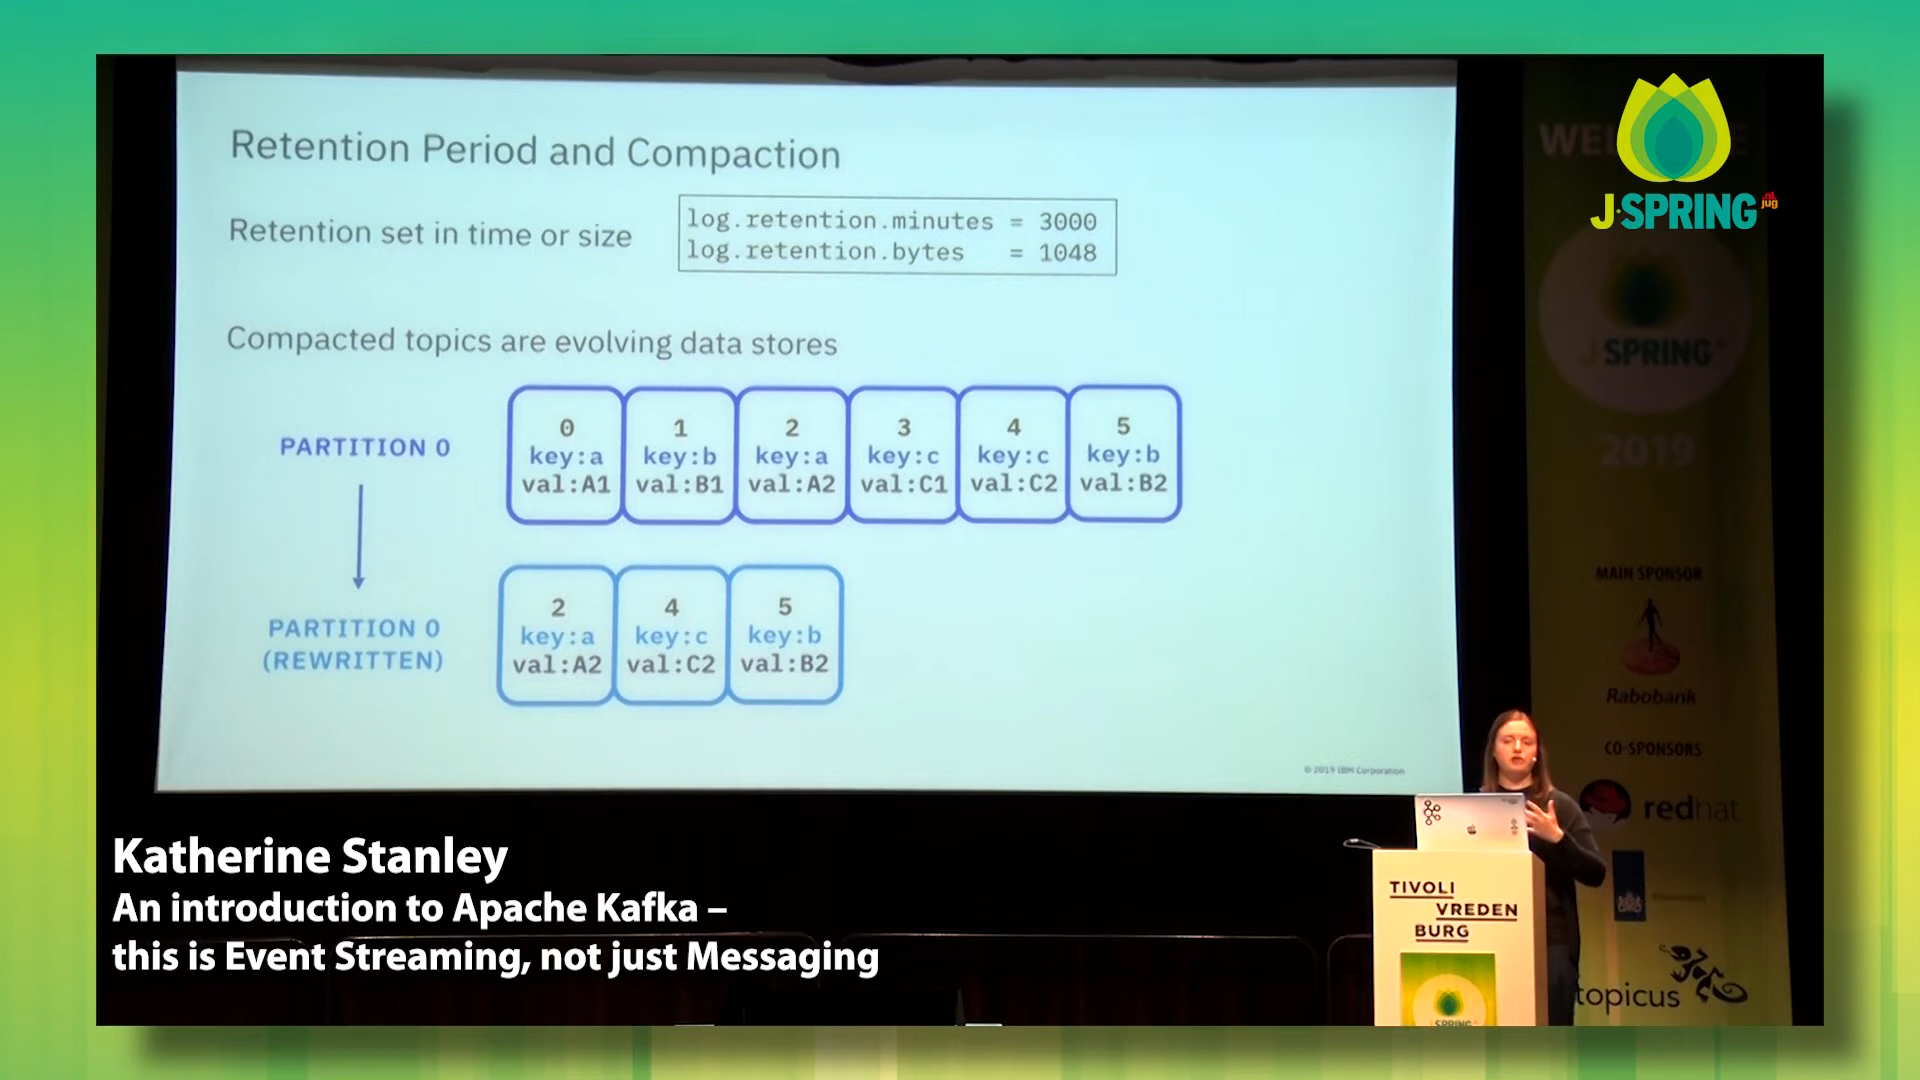 Retention Period and Compaction
Retention set in time or size
log.retention.minutes = 3000
log.retention.bytes = 1048
Compacted topics are evolving data stores
PARTITION 0
0
key:a
val:A1
1
key:b
val:B1
2
key:a
val:A2
3
key:c
val:C1
4
key:c
val:C2
5
key:b
val:B2
PARTITION 0
(REWRITTEN)
2
key:a
val:A2
4
key:c
val:C2
5
key:b
val:B2
© 2019 IBM Corporation
J·SPRING
nl
jug
J·SPRING
2019
MAIN SPONSOR
Rabobank
CO-SPONSORS
redhat
topicus
TIVOLI
VREDEN
BURG
J·SPRING
Katherine Stanley
An introduction to Apache Kafka –
this is Event Streaming, not just Messaging